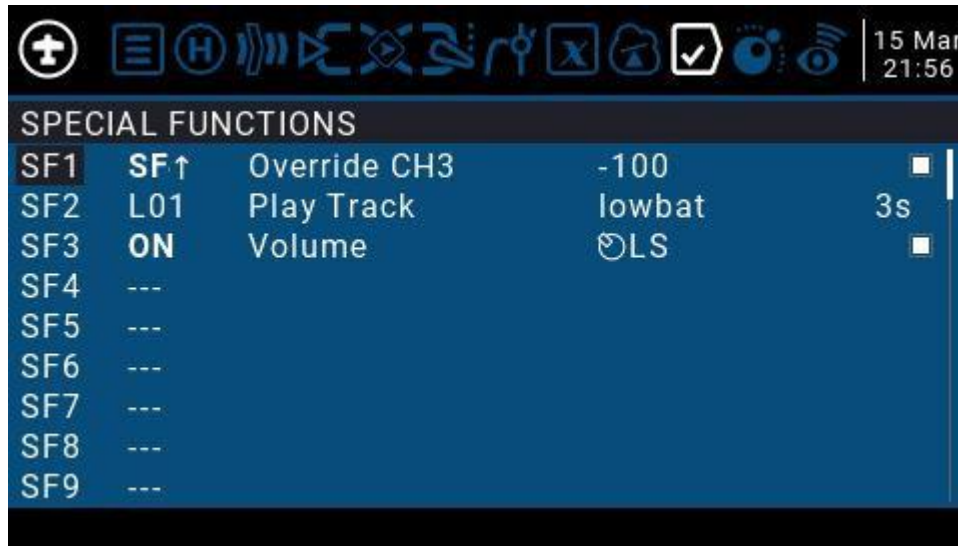 15 Mar
21:56
SPECIAL FUNCTIONS
SF1 SF↑ Override CH3 -100
SF2 L01 Play Track lowbat 3s
SF3 ON Volume LS
SF4 ---
SF5 ---
SF6 ---
SF7 ---
SF8 ---
SF9 ---